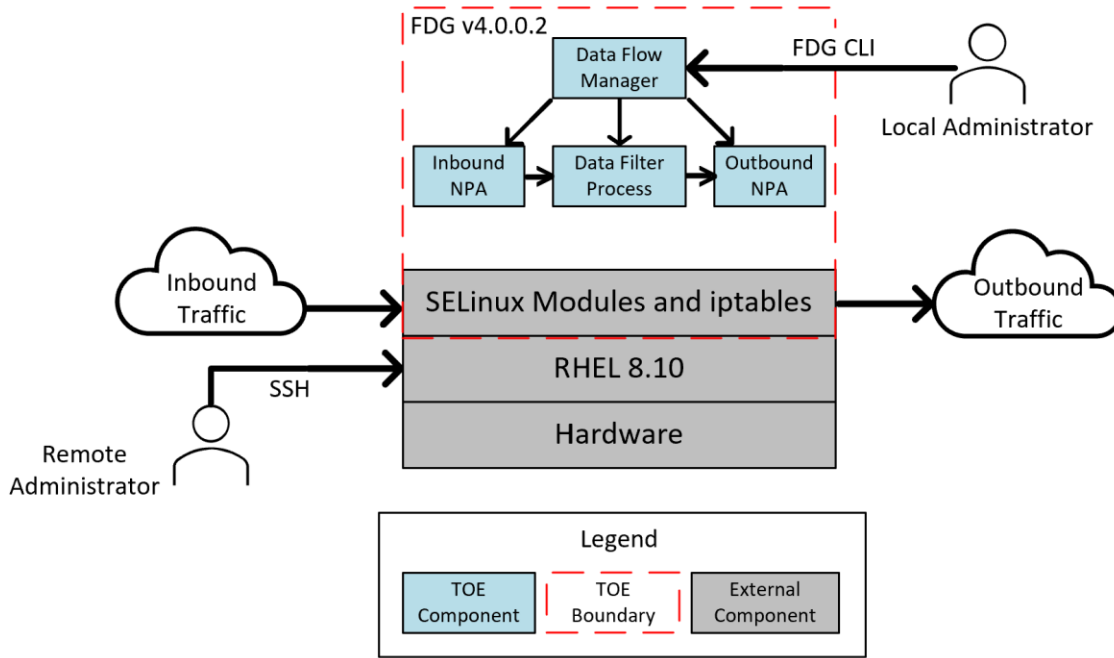 FDG v4.0.0.2
Data Flow
Manager
FDG CLI
Local Administrator
Inbound
NPA
Data Filter
Process
Outbound
NPA
Inbound
Traffic
SELinux Modules and iptables
Outbound
Traffic
RHEL 8.10
SSH
Hardware
Remote
Administrator
Legend
TOE
Component
TOE
Boundary
External
Component